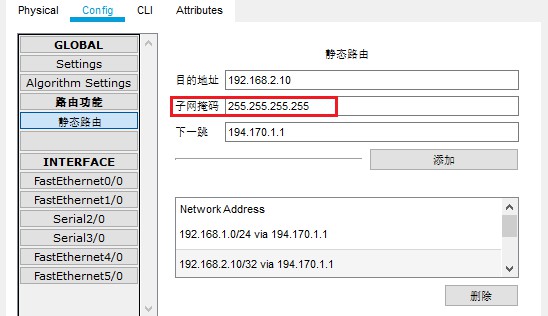 Physical Config CLI Attributes
GLOBAL
Settings
Algorithm Settings
路由功能
静态路由
INTERFACE
FastEthernet0/0
FastEthernet1/0
Serial2/0
Serial3/0
FastEthernet4/0
FastEthernet5/0
静态路由
目的地址 192.168.2.10
子网掩码 255.255.255.255
下一跳 194.170.1.1
添加
Network Address
192.168.1.0/24 via 194.170.1.1
192.168.2.10/32 via 194.170.1.1
删除